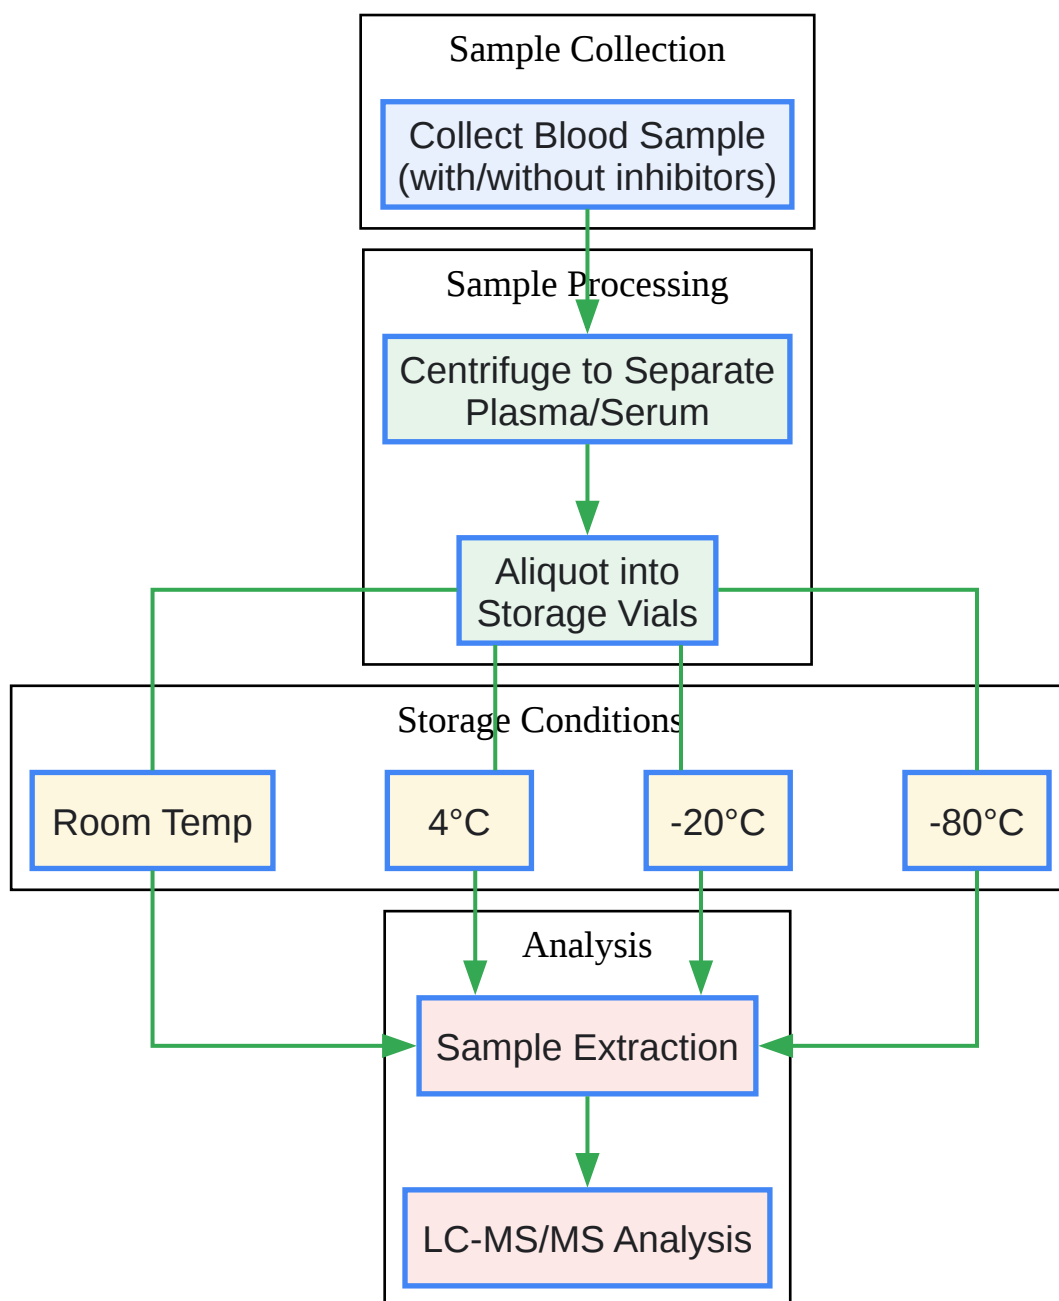 Sample Collection
Collect Blood Sample
(with/without inhibitors)
Sample Processing
Centrifuge to Separate
Plasma/Serum
Aliquot into
Storage Vials
Storage Conditions
Room Temp
4°C
-20°C
-80°C
Analysis
Sample Extraction
LC-MS/MS Analysis